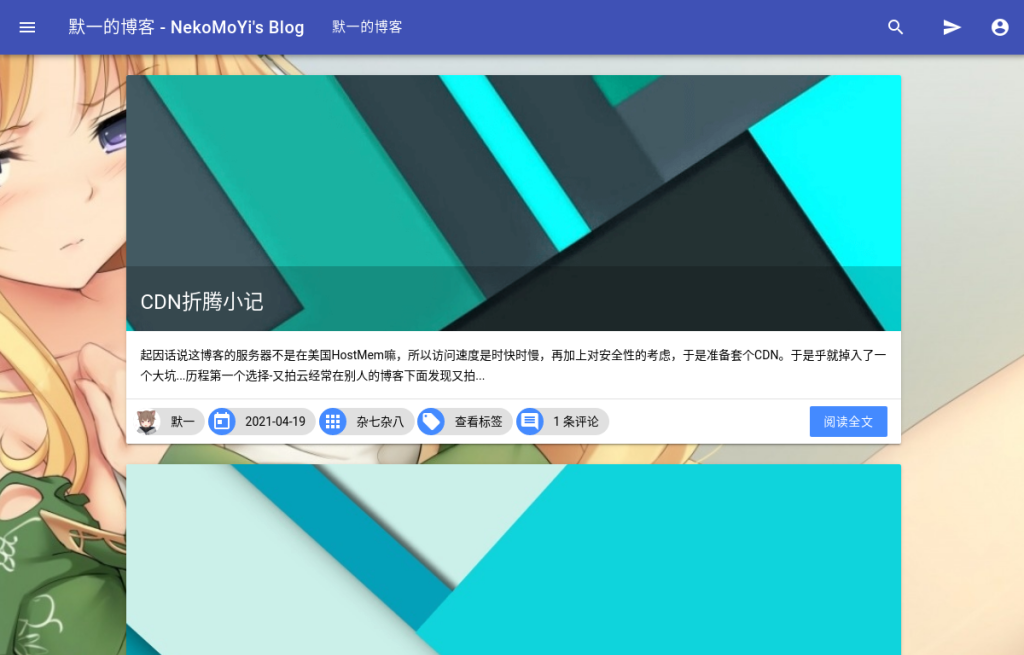 默一的博客 - NekoMoYi's Blog 默一的博客
CDN折腾小记
起因话说这博客的服务器不是在美国HostMem嘛，所以访问速度是时快时慢，再加上对安全性的考虑，于是准备套个CDN。于是乎就掉入了一
个大坑...历程第一个选择-又拍云经常在别人的博客下面发现又拍...
默一 2021-04-19 杂七杂八 查看标签 1 条评论 阅读全文